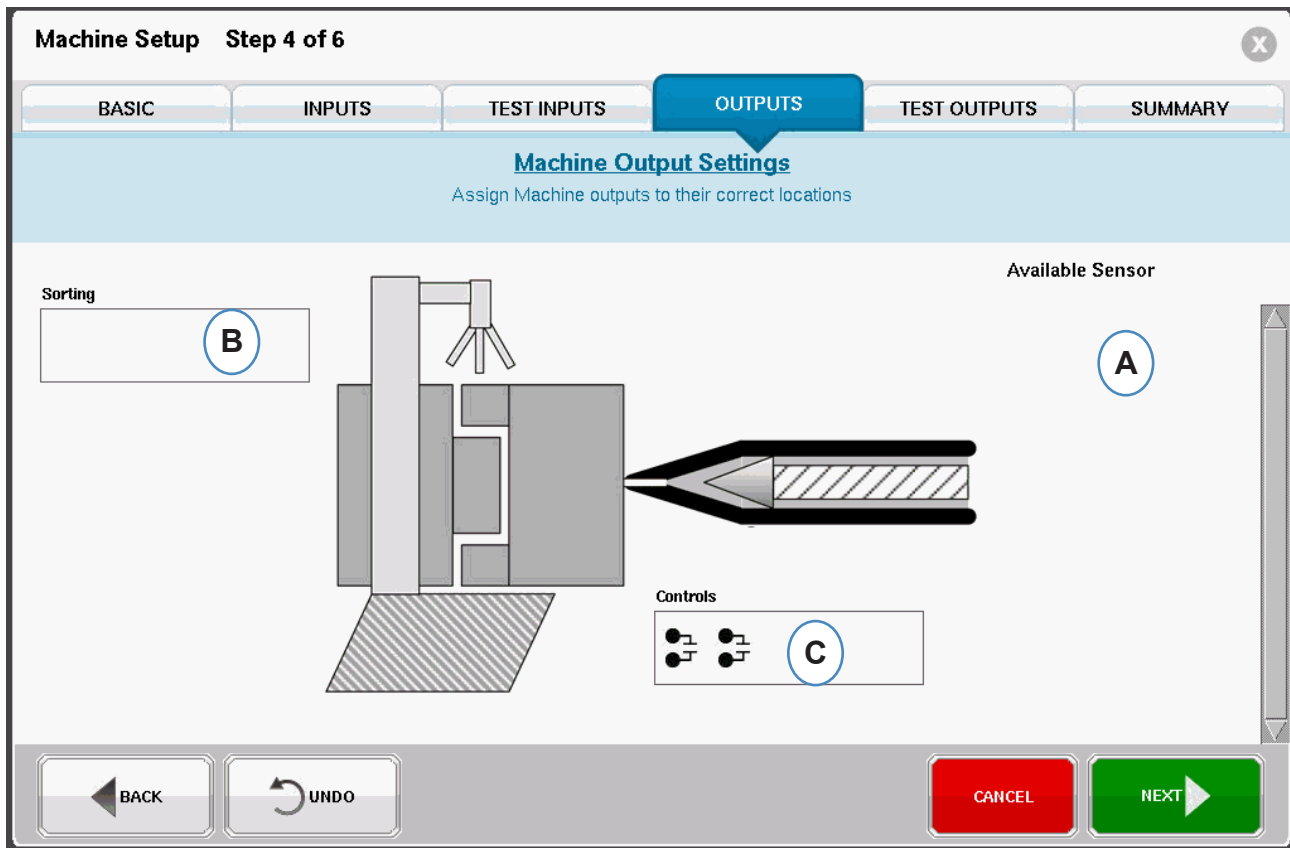 Machine Setup Step 4 of 6
X
BASIC
INPUTS
TEST INPUTS
OUTPUTS
TEST OUTPUTS
SUMMARY
Machine Output Settings
Assign Machine outputs to their correct locations
Available Sensor
Sorting
B
A
Controls
C
BACK
UNDO
CANCEL
NEXT